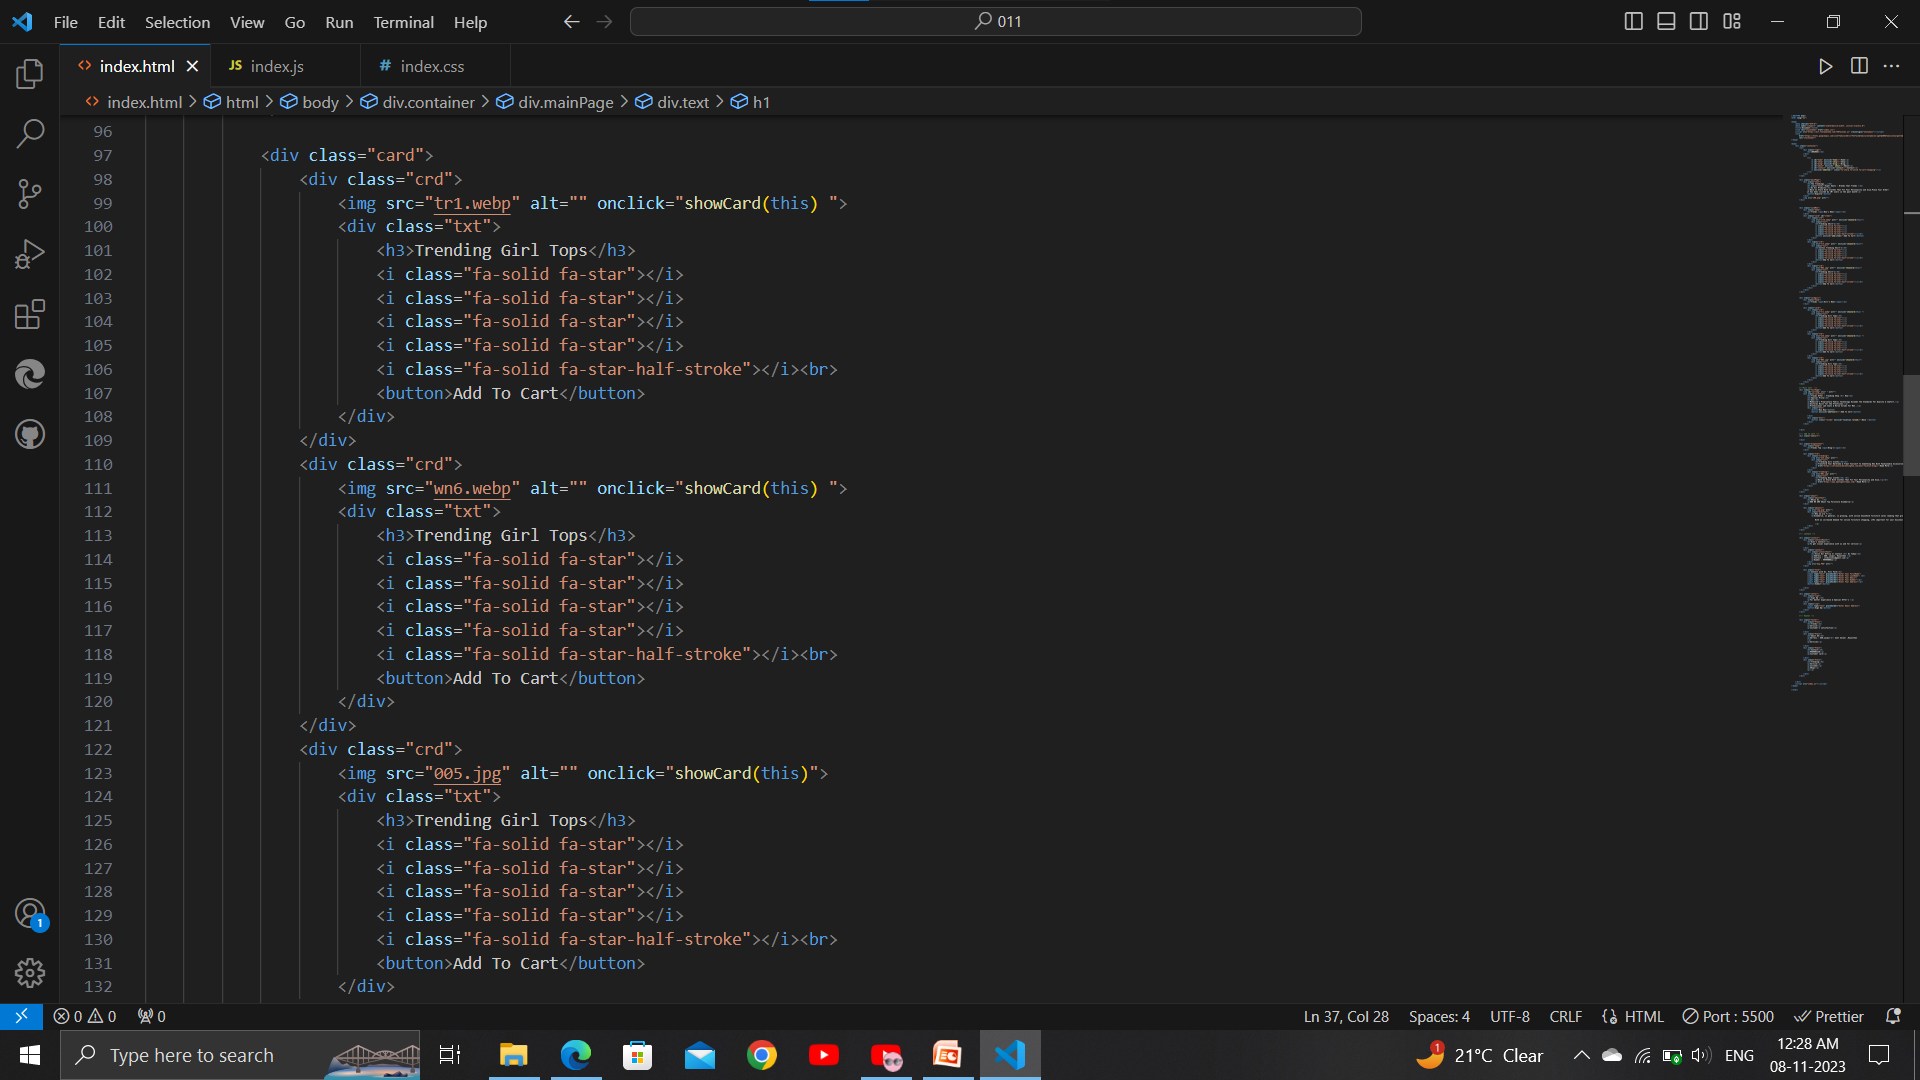 File Edit Selection View Go Run Terminal Help 011
index.html index.js index.css
index.html html body div.container div.mainPage div.text h1
96
97 <div class="card">
98 <div class="crd">
99 <img src="tr1.webp" alt="" onclick="showCard(this) ">
100 <div class="txt">
101 <h3>Trending Girl Tops</h3>
102 <i class="fa-solid fa-star"></i>
103 <i class="fa-solid fa-star"></i>
104 <i class="fa-solid fa-star"></i>
105 <i class="fa-solid fa-star"></i>
106 <i class="fa-solid fa-star-half-stroke"></i><br>
107 <button>Add To Cart</button>
108 </div>
109 </div>
110 <div class="crd">
111 <img src="wn6.webp" alt="" onclick="showCard(this) ">
112 <div class="txt">
113 <h3>Trending Girl Tops</h3>
114 <i class="fa-solid fa-star"></i>
115 <i class="fa-solid fa-star"></i>
116 <i class="fa-solid fa-star"></i>
117 <i class="fa-solid fa-star"></i>
118 <i class="fa-solid fa-star-half-stroke"></i><br>
119 <button>Add To Cart</button>
120 </div>
121 </div>
122 <div class="crd">
123 <img src="005.jpg" alt="" onclick="showCard(this)">
124 <div class="txt">
125 <h3>Trending Girl Tops</h3>
126 <i class="fa-solid fa-star"></i>
127 <i class="fa-solid fa-star"></i>
128 <i class="fa-solid fa-star"></i>
129 <i class="fa-solid fa-star"></i>
130 <i class="fa-solid fa-star-half-stroke"></i><br>
131 <button>Add To Cart</button>
132 </div>
1
0 0 0 Ln 37, Col 28 Spaces: 4 UTF-8 CRLF HTML Port : 5500 Prettier
Type here to search 1 21°C Clear ENG 12:28 AM
08-11-2023